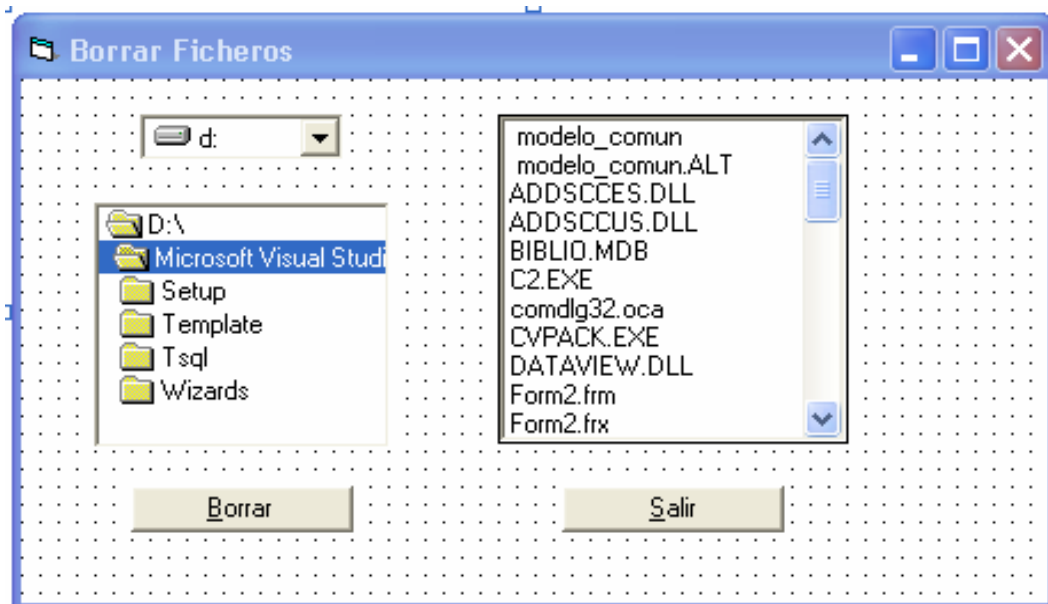 Borrar Ficheros
d:
D:\
Microsoft Visual Studi
Setup
Template
Tsql
Wizards
modelo_comun
modelo_comun.ALT
ADDSCCES.DLL
ADDSCCUS.DLL
BIBLIO.MDB
C2.EXE
comdlg32.oca
CVPACK.EXE
DATAVIEW.DLL
Form2.frm
Form2.frx
Borrar
Salir